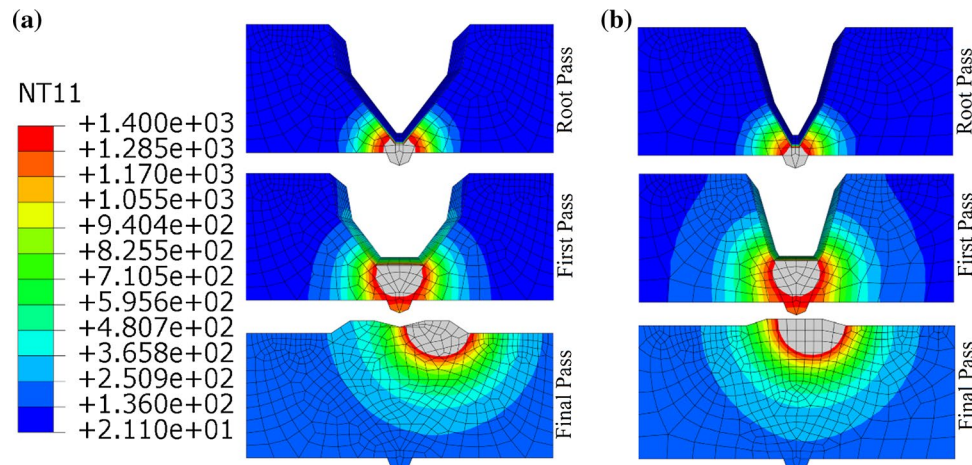 (a)
(b)
NT11
+1.400e+03
+1.285e+03
+1.170e+03
+1.055e+03
+9.404e+02
+8.255e+02
+7.105e+02
+5.956e+02
+4.807e+02
+3.658e+02
+2.509e+02
+1.360e+02
+2.110e+01
Root Pass
First Pass
Final Pass
Root Pass
First Pass
Final Pass